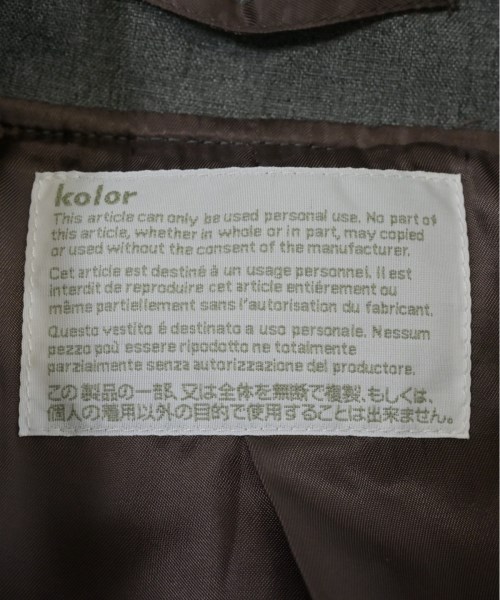 kolor
This article can only be used personal use. No part of
this article, whether in whole or in part, may copied
or used without the consent of the manufacturer.
Cet article est destiné à un usage personnel. Il est
interdit de reproduire cet article entiérement ou
même partiellement sans l'autorisation du fabricant.
Questo vestito é destinato a uso personale. Nessum
pezzo poù essere ripodotto ne totalmente
parzialmente senza autorizzazione del productore.
この製品の一部、又は全体を無断で複製、もしくは、
個人の着用以外の目的で使用することは出来ません。